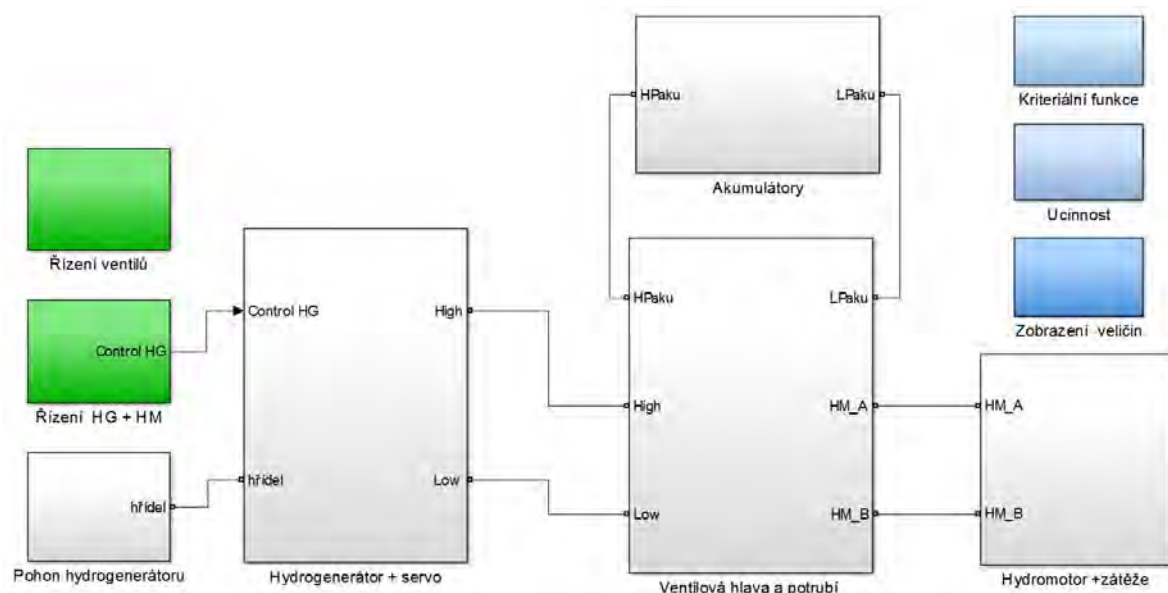 HPaku
LPaku
Akumulátory
Kriteriální funkce
Ucinnost
Zobrazení veličin
Řízení ventilů
Control HG
Řízení HG + HM
hřídel
Pohon hydrogenerátoru
Control HG
High
hřídel
Low
Hydrogenerátor + servo
HPaku
LPaku
High
HM_A
Low
HM_B
Ventilová hlava a potrubí
HM_A
HM_B
Hydromotor +zátěže